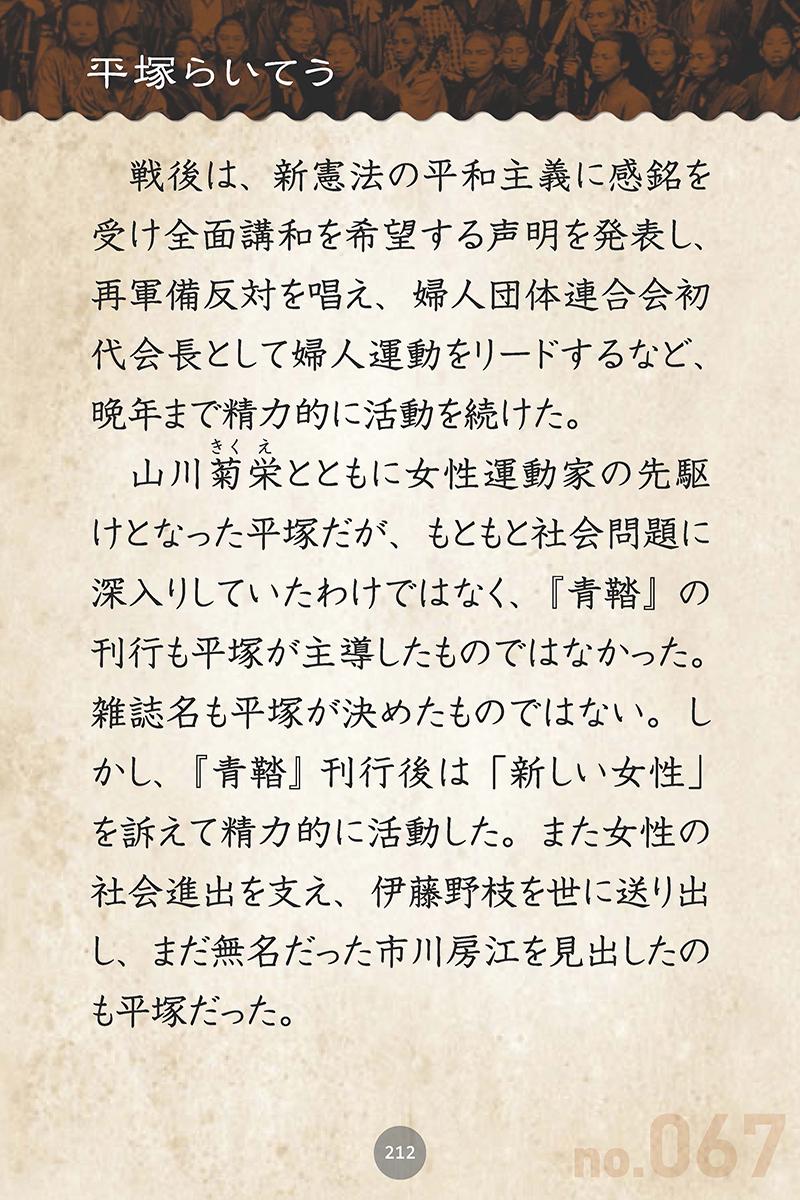 平塚らいてう
戦後は、新憲法の平和主義に感銘を
受け全面講和を希望する声明を発表し、
再軍備反対を唱え、婦人団体連合会初
代会長として婦人運動をリードするなど、
晩年まで精力的に活動を続けた。
きく え
山川菊栄とともに女性運動家の先駆
けとなった平塚だが、もともと社会問題に
深入りしていたわけではなく、『青鞜』の
刊行も平塚が主導したものではなかった。
雑誌名も平塚が決めたものではない。し
かし、『青鞜』刊行後は「新しい女性」
を訴えて精力的に活動した。また女性の
社会進出を支え、伊藤野枝を世に送り出
し、まだ無名だった市川房江を見出したの
も平塚だった。
212
no.067